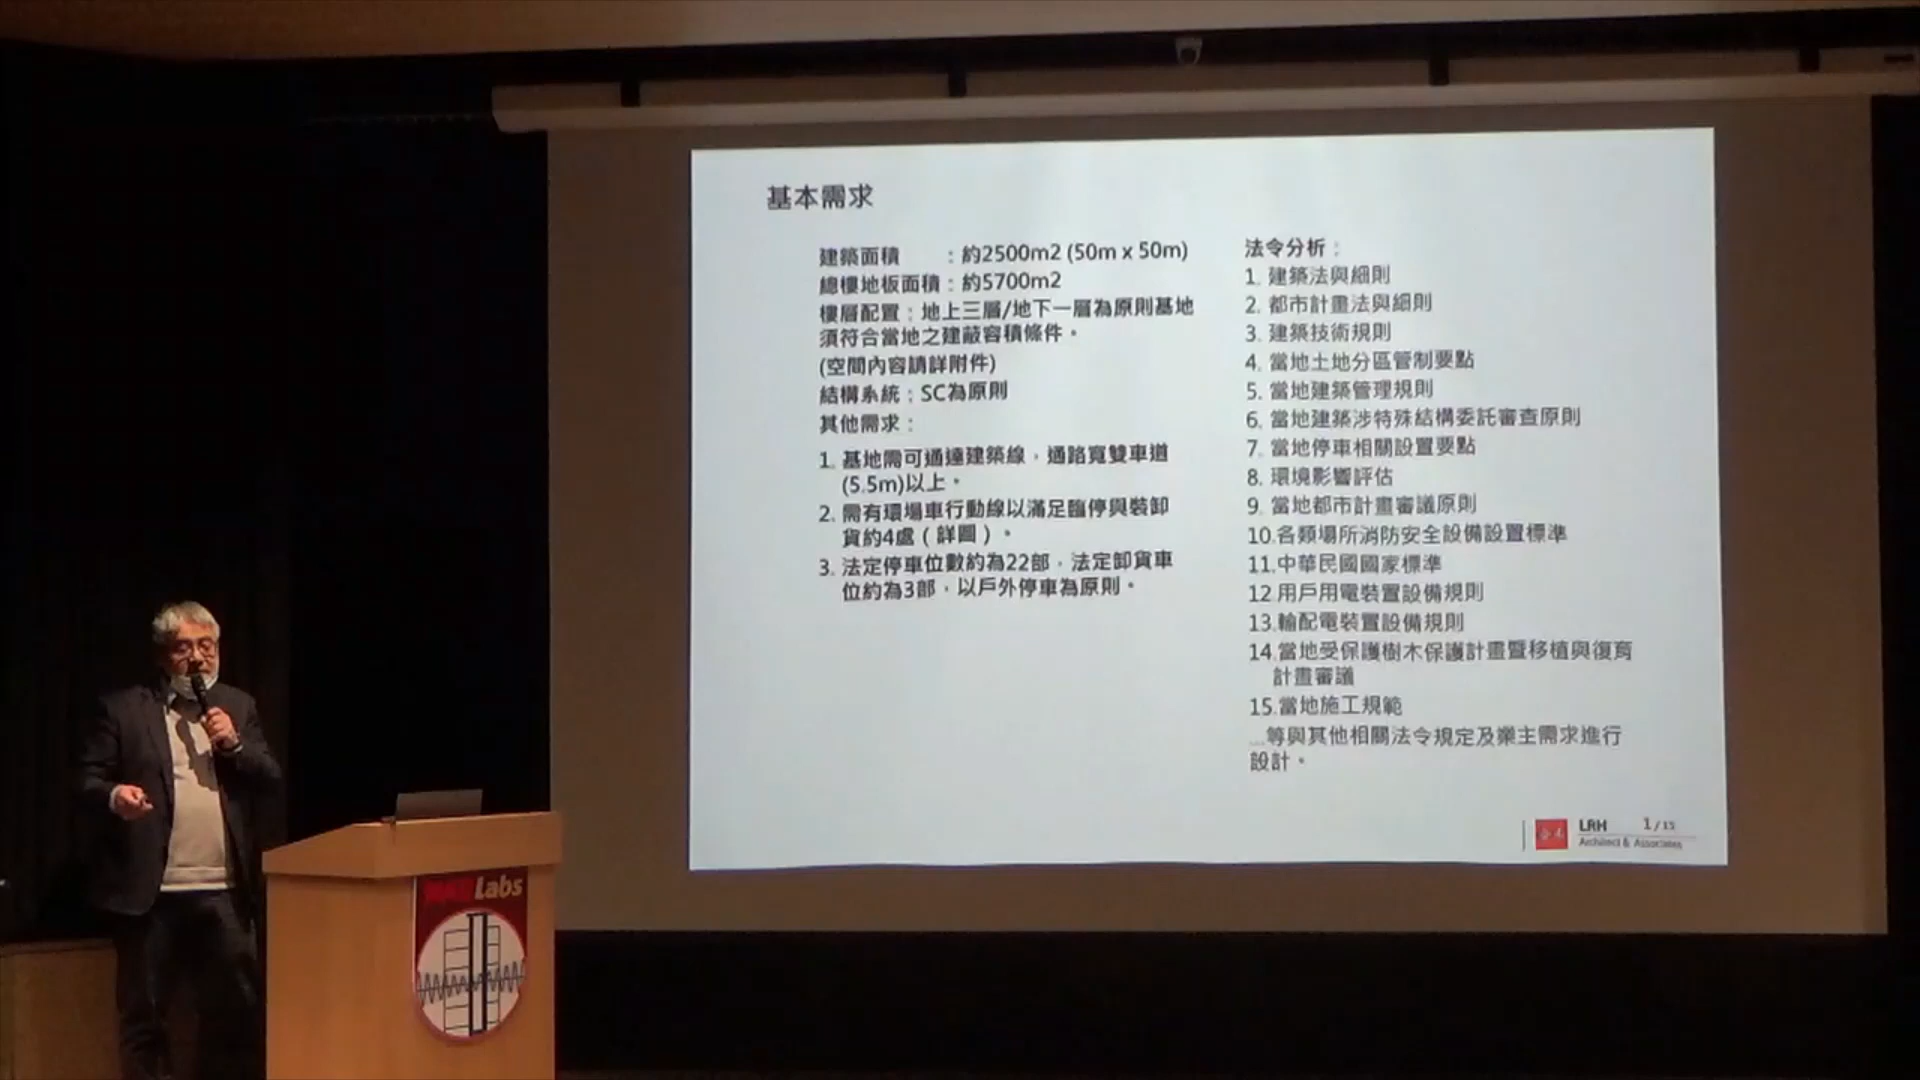 基本需求
建築面積　　：約2500m2 (50m x 50m)
總樓地板面積：約5700m2
樓層配置：地上三層/地下一層為原則基地
須符合當地之建蔽容積條件。
(空間內容請詳附件)
結構系統：SC為原則
其他需求：
1. 基地需可通達建築線，通路寬雙車道
(5.5m)以上。
2. 需有環場車行動線以滿足臨停與裝卸
貨約4處（詳圖）。
3. 法定停車位數約為22部，法定卸貨車
位約為3部，以戶外停車為原則。
法令分析：
1. 建築法與細則
2. 都市計畫法與細則
3. 建築技術規則
4. 當地土地分區管制要點
5. 當地建築管理規則
6. 當地建築涉特殊結構委託審查原則
7. 當地停車相關設置要點
8. 環境影響評估
9. 當地都市計畫審議原則
10.各類場所消防安全設備設置標準
11.中華民國國家標準
12.用戶用電裝置設備規則
13.輸配電裝置設備規則
14.當地受保護樹木保護計畫暨移植與復育
計畫審議
15.當地施工規範
...等與其他相關法令規定及業主需求進行
設計。
LRH 1/15
Architect & Associates
Labs